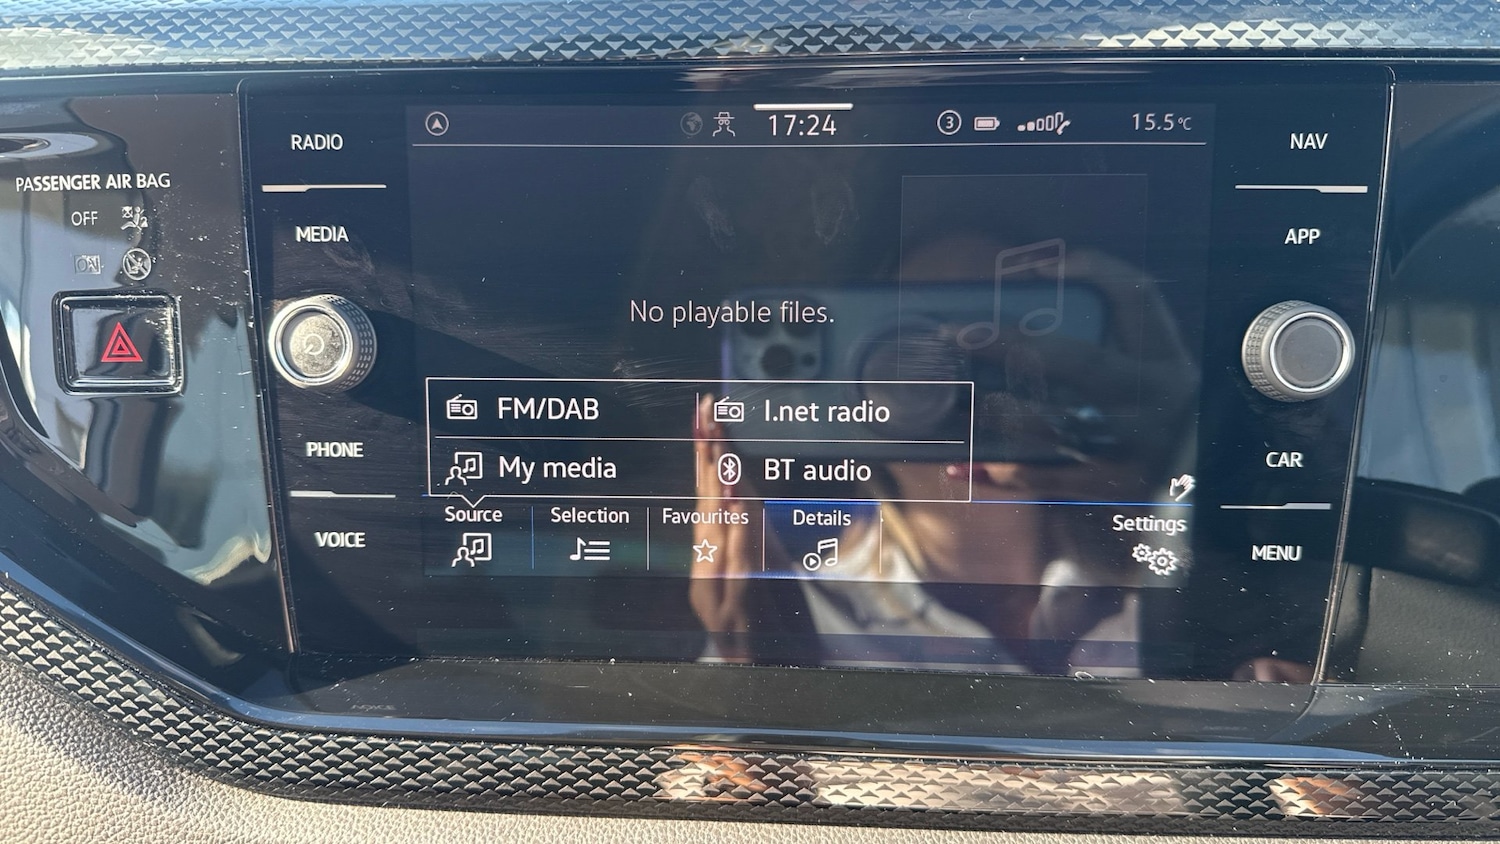 RADIO
17:24
3
15.5°C
NAV
PASSENGER AIR BAG
OFF
ON
MEDIA
APP
No playable files.
FM/DAB
I.net radio
My media
BT audio
PHONE
CAR
Source
Selection
Favourites
Details
Settings
VOICE
MENU